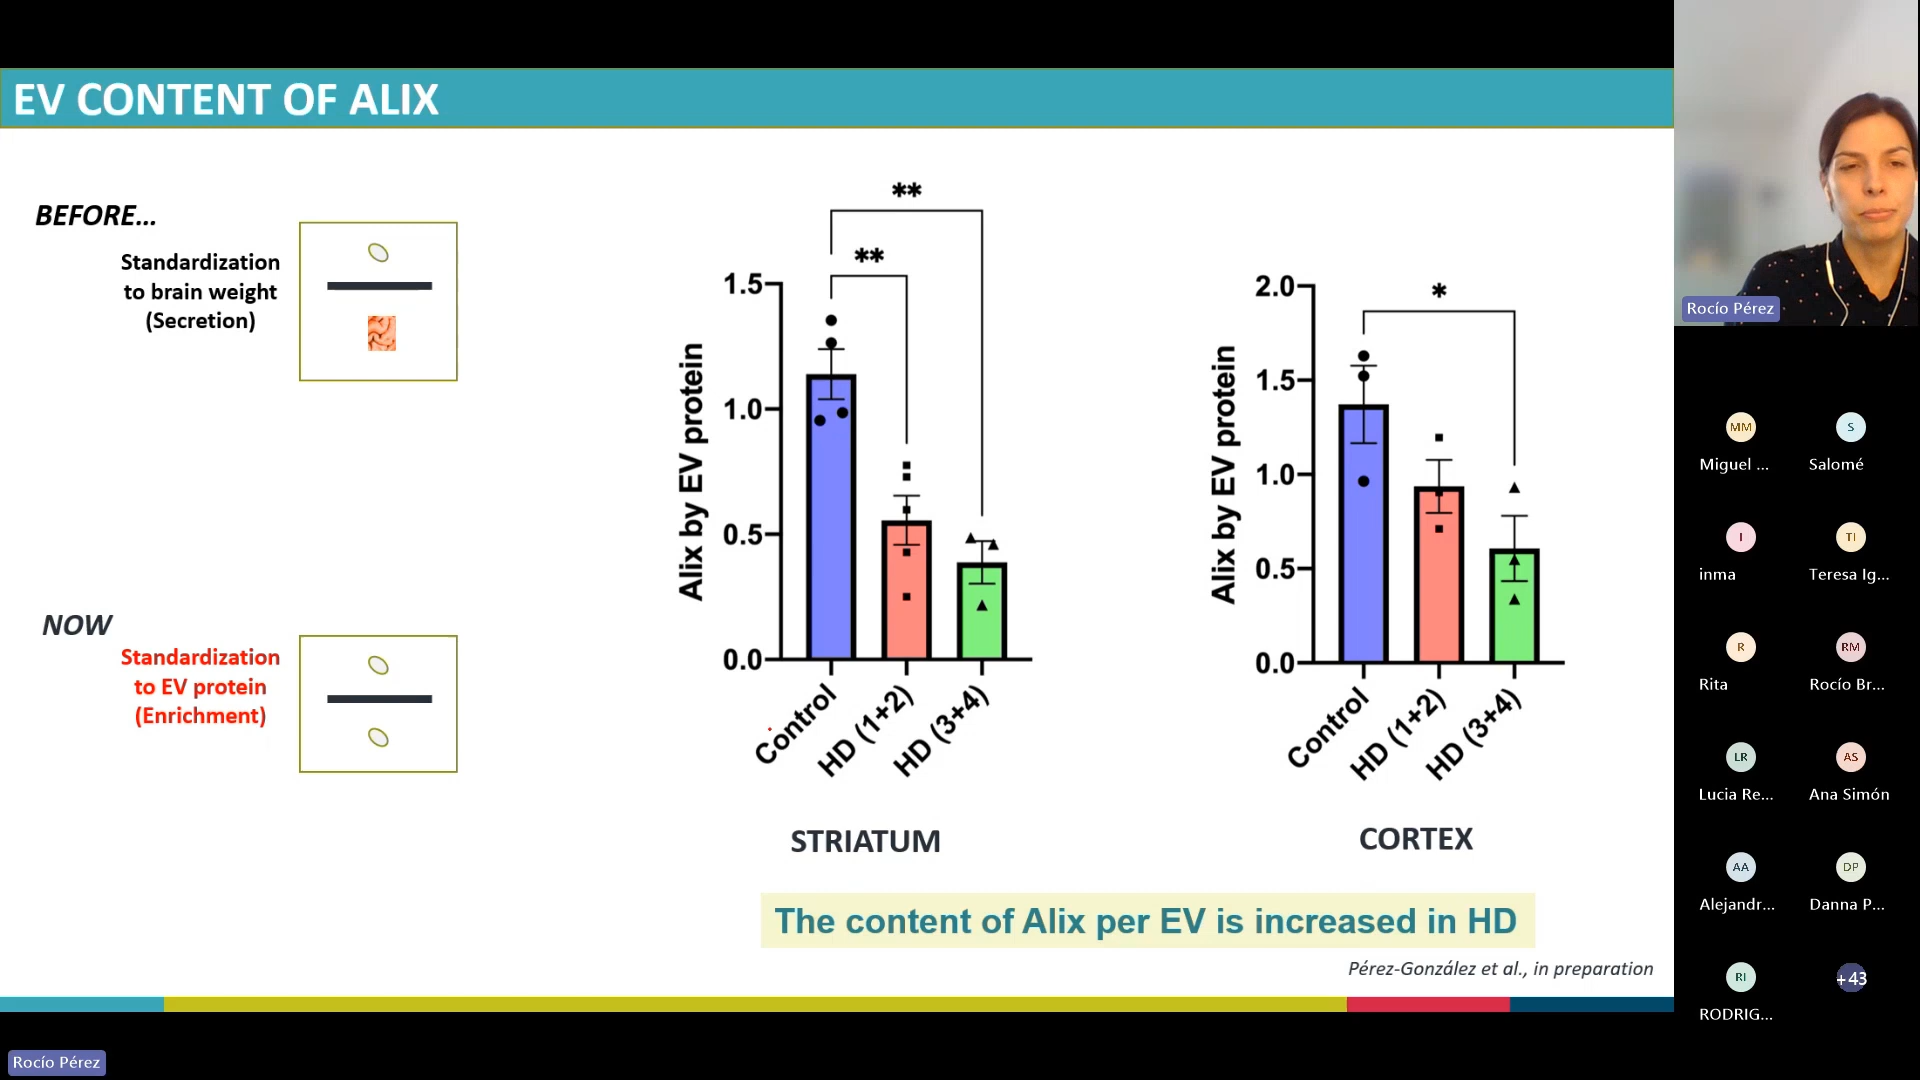 EV CONTENT OF ALIX
BEFORE...
Standardization
to brain weight
(Secretion)
NOW
Standardization
to EV protein
(Enrichment)
**
**
1.5
1.0
0.5
0.0
Alix by EV protein
Control
HD (1+2)
HD (3+4)
STRIATUM
*
2.0
1.5
1.0
0.5
0.0
Alix by EV protein
Control
HD (1+2)
HD (3+4)
CORTEX
The content of Alix per EV is increased in HD
Pérez-González et al., in preparation
Rocío Pérez
Rocío Pérez
MM
Miguel ...
S
Salomé
I
inma
TI
Teresa Ig...
R
Rita
RM
Rocío Br...
LR
Lucia Re...
AS
Ana Simón
AA
Alejandr...
DP
Danna P...
RI
RODRIG...
+43